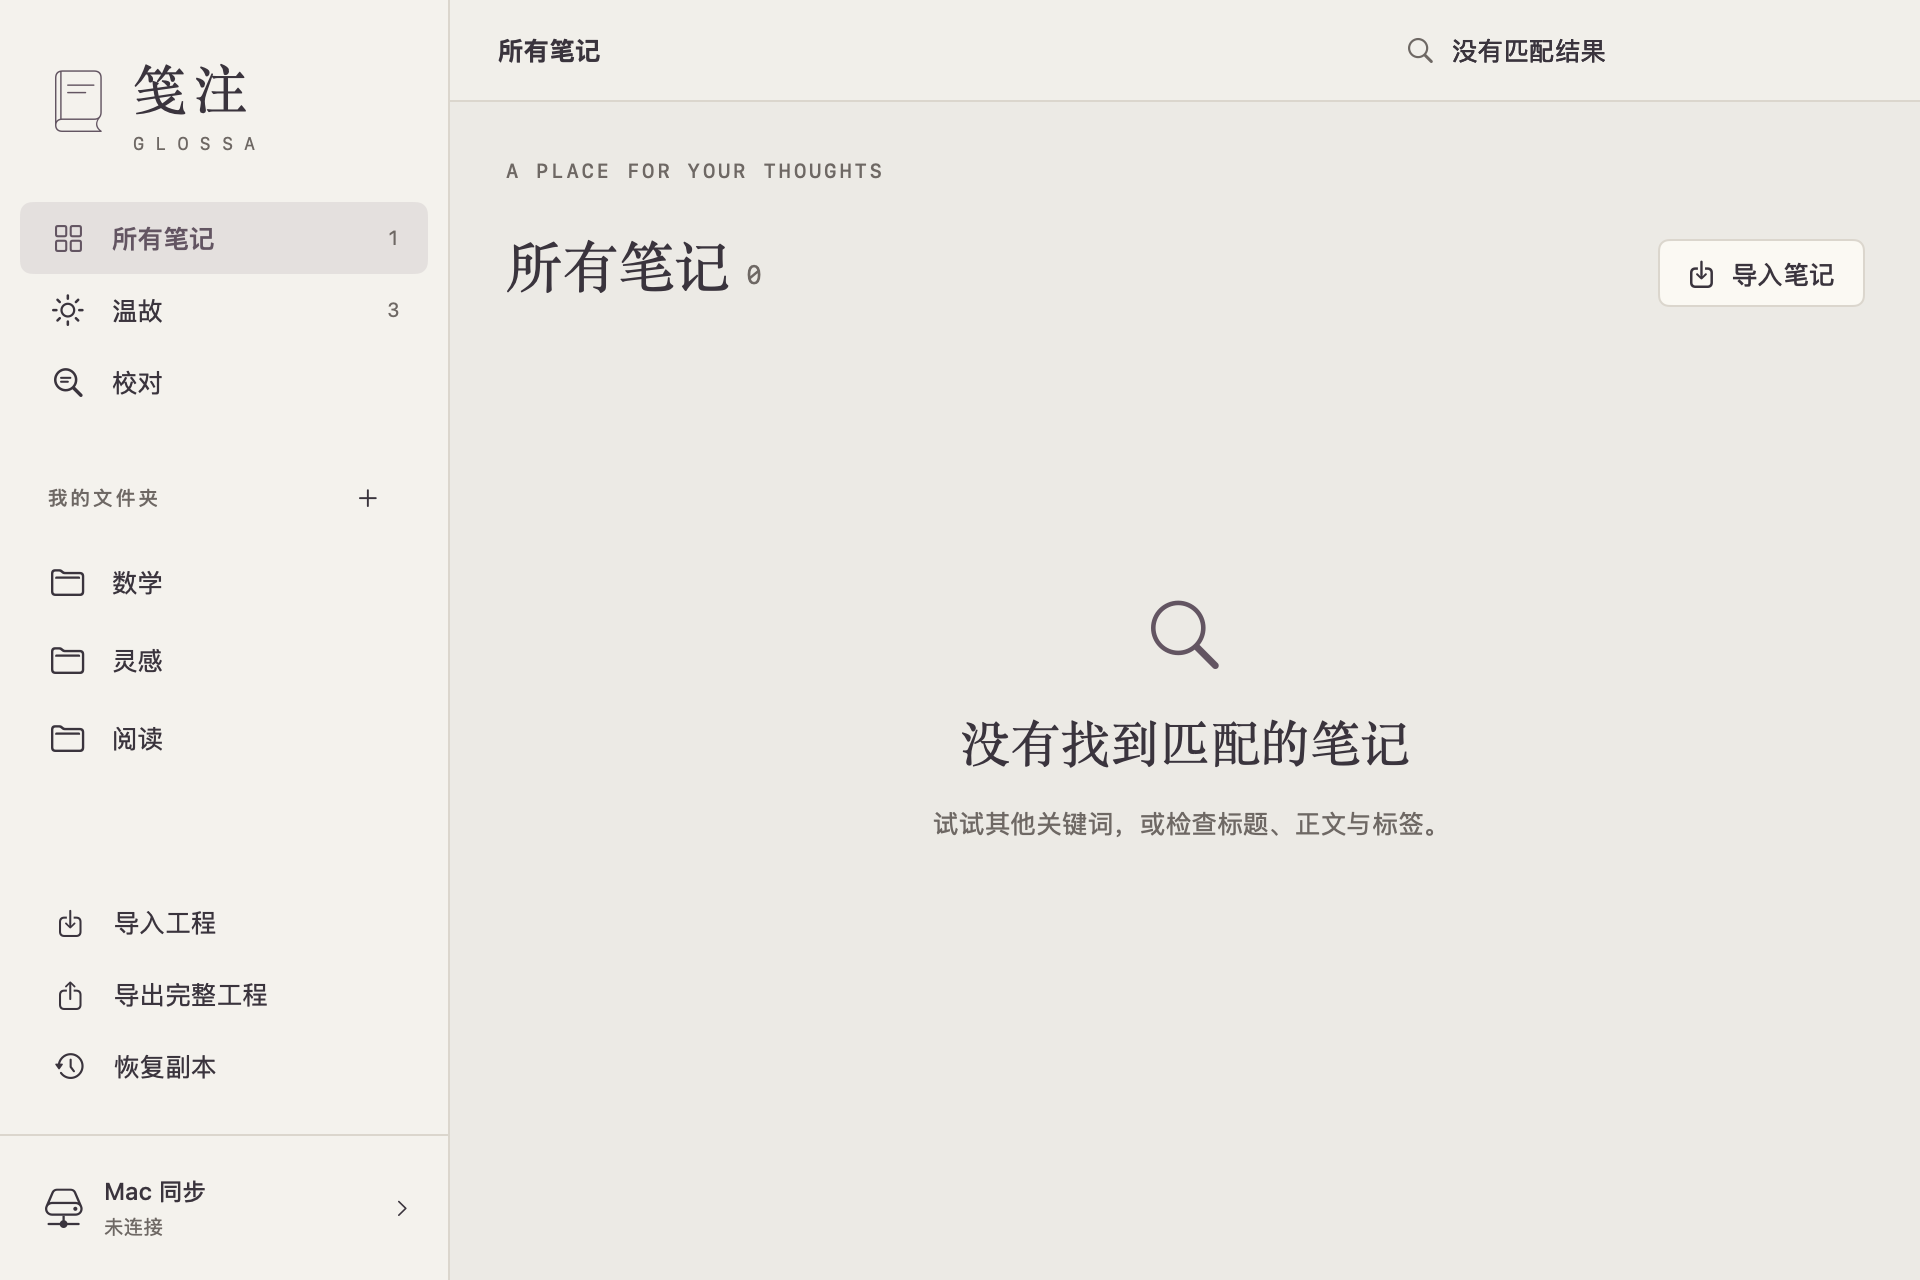 笺注
GLOSSA
所有笔记 1
温故 3
校对
我的文件夹
数学
灵感
阅读
导入工程
导出完整工程
恢复副本
Mac 同步
未连接
所有笔记
没有匹配结果
A PLACE FOR YOUR THOUGHTS
所有笔记 0
导入笔记
没有找到匹配的笔记
试试其他关键词，或检查标题、正文与标签。